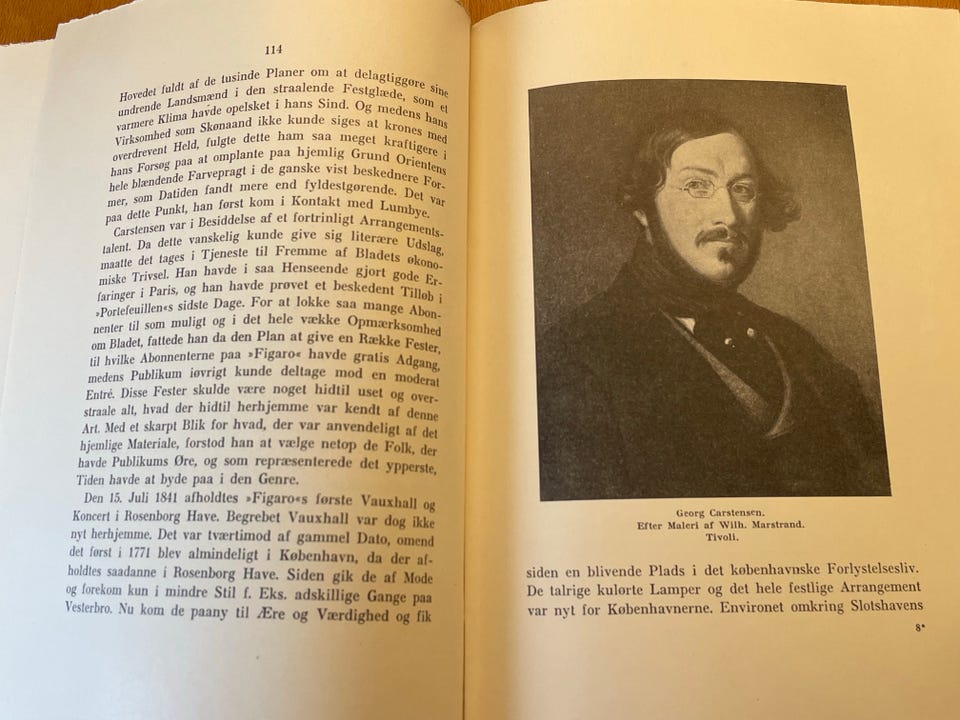 114
Hovedet fuldt af de tusinde Planer om at delagtiggøre sine
undrende Landsmænd i den straalende Festglæde, som et
varmere Klima havde opelsket i hans Sind. Og medens hans
Virksomhed som Skønaand ikke kunde siges at krones med
overdrevent Held, fulgte dette ham saa meget kraftigere i
hans Forsøg paa at omplante paa hjemlig Grund Orientens
hele blændende Farvepragt i de ganske vist beskednere For-
mer, som Datiden fandt mere end fyldestgørende. Det var
paa dette Punkt, han først kom i Kontakt med Lumbye.
Carstensen var i Besiddelse af et fortrinligt Arrangements-
talent. Da dette vanskelig kunde give sig literære Udslag,
maatte det tages i Tjeneste til Fremme af Bladets økono-
miske Trivsel. Han havde i saa Henseende gjort gode Er-
faringer i Paris, og han havde prøvet et beskedent Tilløb i
»Portefeuillen«s sidste Dage. For at lokke saa mange Abon-
nenter til som muligt og i det hele vække Opmærksomhed
om Bladet, fattede han da den Plan at give en Række Fester,
til hvilke Abonnenterne paa »Figaro« havde gratis Adgang,
medens Publikum iøvrigt kunde deltage mod en moderat
Entré. Disse Fester skulde være noget hidtil uset og over-
straale alt, hvad der hidtil herhjemme var kendt af denne
Art. Med et skarpt Blik for hvad, der var anvendeligt af det
hjemlige Materiale, forstod han at vælge netop de Folk, der
havde Publikums Øre, og som repræsenterede det ypperste,
Tiden havde at byde paa i den Genre.
Den 15. Juli 1841 afholdtes »Figaro«s første Vauxhall og
Koncert i Rosenborg Have. Begrebet Vauxhall var dog ikke
nyt herhjemme. Det var tværtimod af gammel Dato, omend
det først i 1771 blev almindeligt i København, da der af-
holdtes saadanne i Rosenborg Have. Siden gik de af Mode
og forekom kun i mindre Stil f. Eks. adskillige Gange paa
Vesterbro. Nu kom de paany til Ære og Værdighed og fik
Georg Carstensen.
Efter Maleri af Wilh. Marstrand.
Tivoli.
siden en blivende Plads i det københavnske Forlystelsesliv.
De talrige kulørte Lamper og det hele festlige Arrangement
var nyt for Københavnerne. Environet omkring Slotshavens
8*